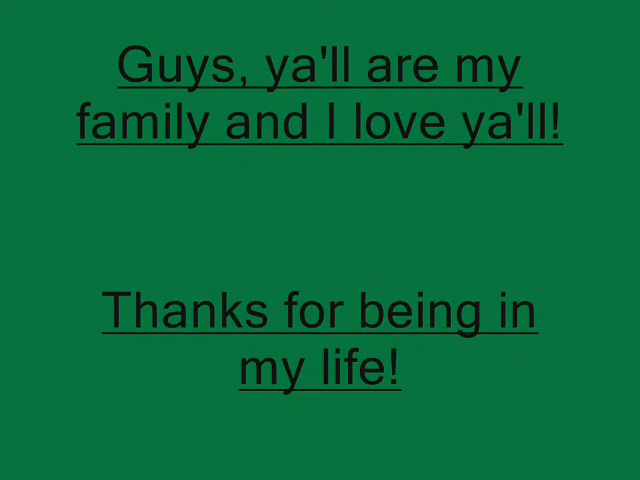 Guys, ya'll are my
family and I love ya'll!
Thanks for being in
my life!